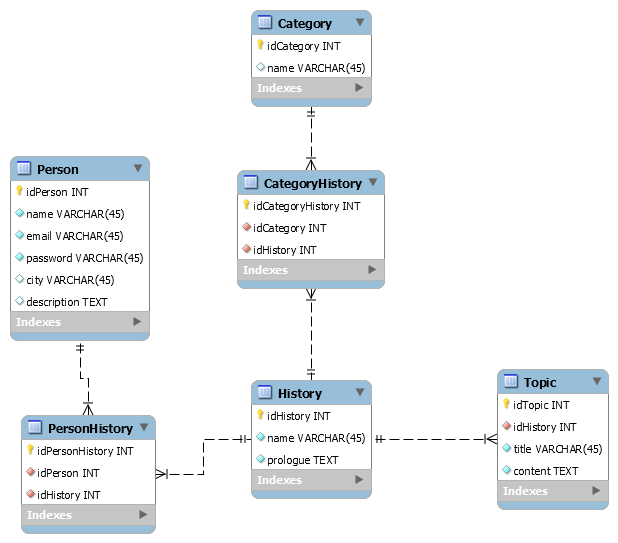 Category
idCategory INT
name VARCHAR(45)
Indexes
Person
idPerson INT
name VARCHAR(45)
email VARCHAR(45)
password VARCHAR(45)
city VARCHAR(45)
description TEXT
Indexes
CategoryHistory
idCategoryHistory INT
idCategory INT
idHistory INT
Indexes
PersonHistory
idPersonHistory INT
idPerson INT
idHistory INT
Indexes
History
idHistory INT
name VARCHAR(45)
prologue TEXT
Indexes
Topic
idTopic INT
idHistory INT
title VARCHAR(45)
content TEXT
Indexes